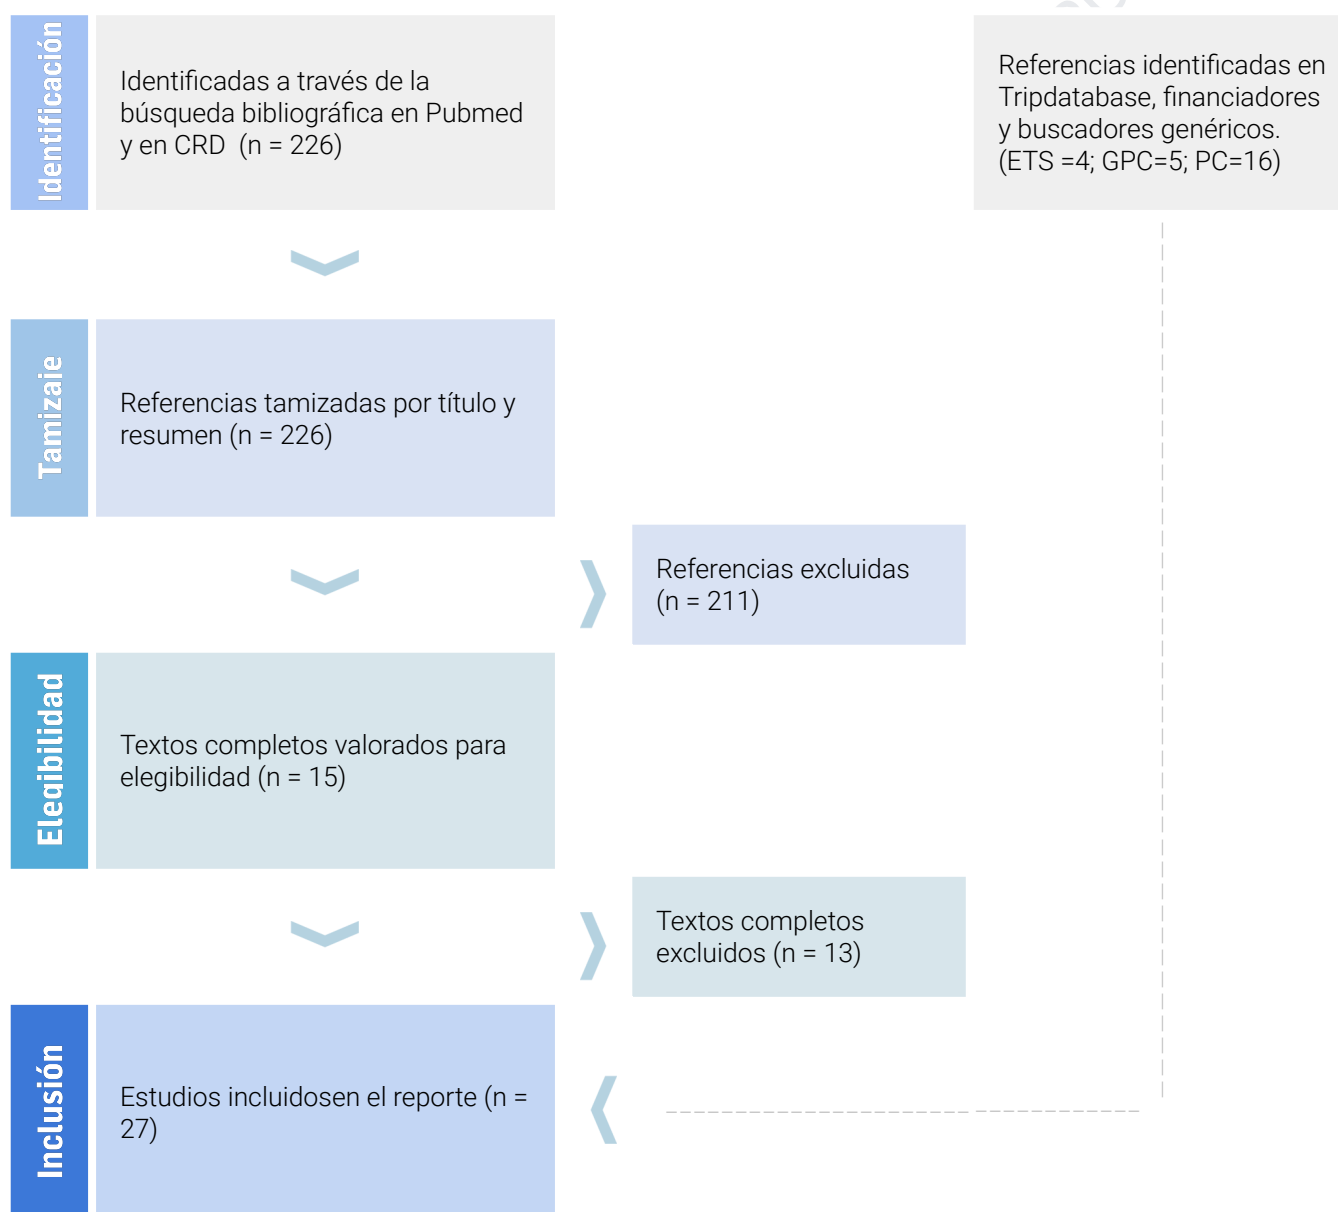 Identificación
Identificadas a través de la
búsqueda bibliográfica en Pubmed
y en CRD (n = 226)
Referencias identificadas en
Tripdatabase, financiadores
y buscadores genéricos.
(ETS =4; GPC=5; PC=16)
Tamizaje
Referencias tamizadas por título y
resumen (n = 226)
Referencias excluidas
(n = 211)
Elegibilidad
Textos completos valorados para
elegibilidad (n = 15)
Textos completos
excluidos (n = 13)
Inclusión
Estudios incluidosen el reporte (n =
27)